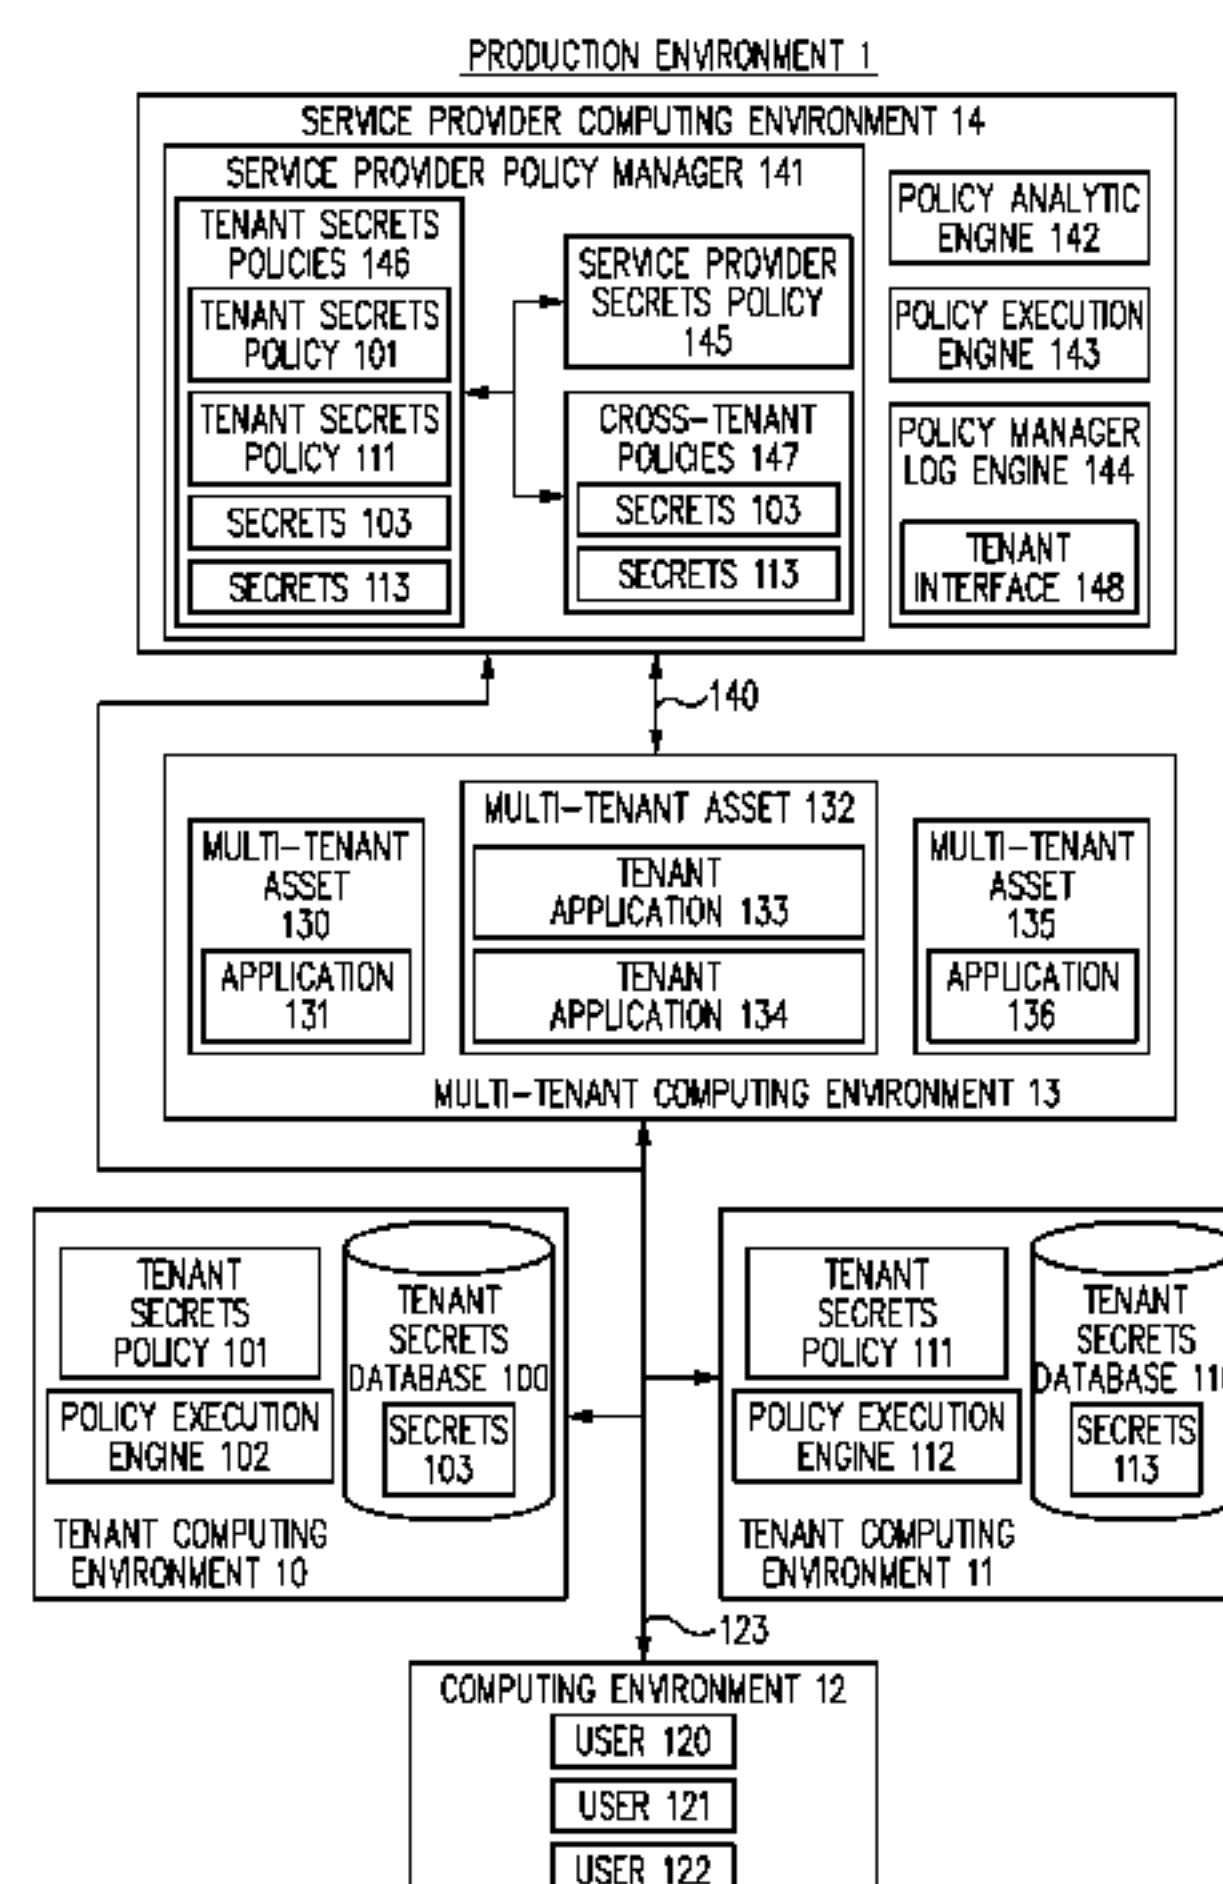 PRODUCTION ENVIRONMENT 1
SERVICE PROVIDER COMPUTING ENVIRONMENT 14
SERVICE PROVIDER POLICY MANAGER 141
TENANT SECRETS
POLICIES 146
TENANT SECRETS
POLICY 101
TENANT SECRETS
POLICY 111
SECRETS 103
SECRETS 113
SERVICE PROVIDER
SECRETS POLICY
145
CROSS-TENANT
POLICIES 147
SECRETS 103
SECRETS 113
POLICY ANALYTIC
ENGINE 142
POLICY EXECUTION
ENGINE 143
POLICY MANAGER
LOG ENGINE 144
TENANT
INTERFACE 148
140
MULTI-TENANT
ASSET
130
APPLICATION
131
MULTI-TENANT ASSET 132
TENANT
APPLICATION 133
TENANT
APPLICATION 134
MULTI-TENANT
ASSET
135
APPLICATION
136
MULTI-TENANT COMPUTING ENVIRONMENT 13
TENANT
SECRETS
POLICY 101
POLICY EXECUTION
ENGINE 102
TENANT
SECRETS
DATABASE 100
SECRETS
103
TENANT COMPUTING
ENVIRONMENT 10
TENANT
SECRETS
POLICY 111
POLICY EXECUTION
ENGINE 112
TENANT
SECRETS
DATABASE
SECRETS
113
TENANT COMPUTING
ENVIRONMENT 11
123
COMPUTING ENVIRONMENT 12
USER 120
USER 121
USER 122